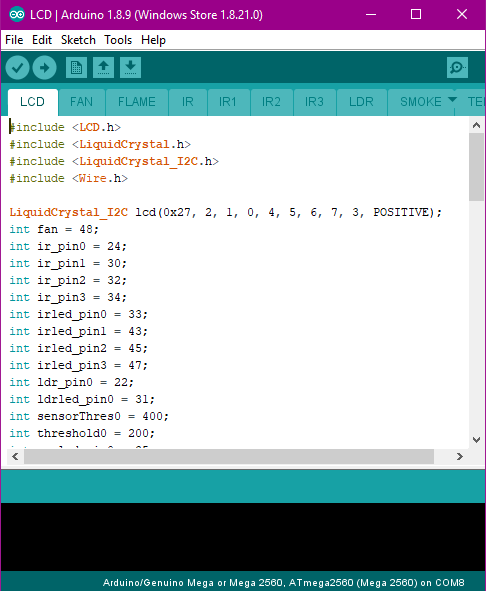 LCD | Arduino 1.8.9 (Windows Store 1.8.21.0)
File Edit Sketch Tools Help
LCD FAN FLAME IR IR1 IR2 IR3 LDR SMOKE
#include <LCD.h>
#include <LiquidCrystal.h>
#include <LiquidCrystal_I2C.h>
#include <Wire.h>
LiquidCrystal_I2C lcd(0x27, 2, 1, 0, 4, 5, 6, 7, 3, POSITIVE);
int fan = 48;
int ir_pin0 = 24;
int ir_pin1 = 30;
int ir_pin2 = 32;
int ir_pin3 = 34;
int irled_pin0 = 33;
int irled_pin1 = 43;
int irled_pin2 = 45;
int irled_pin3 = 47;
int ldr_pin0 = 22;
int ldrled_pin0 = 31;
int sensorThres0 = 400;
int threshold0 = 200;
Arduino/Genuino Mega or Mega 2560, ATmega2560 (Mega 2560) on COM8